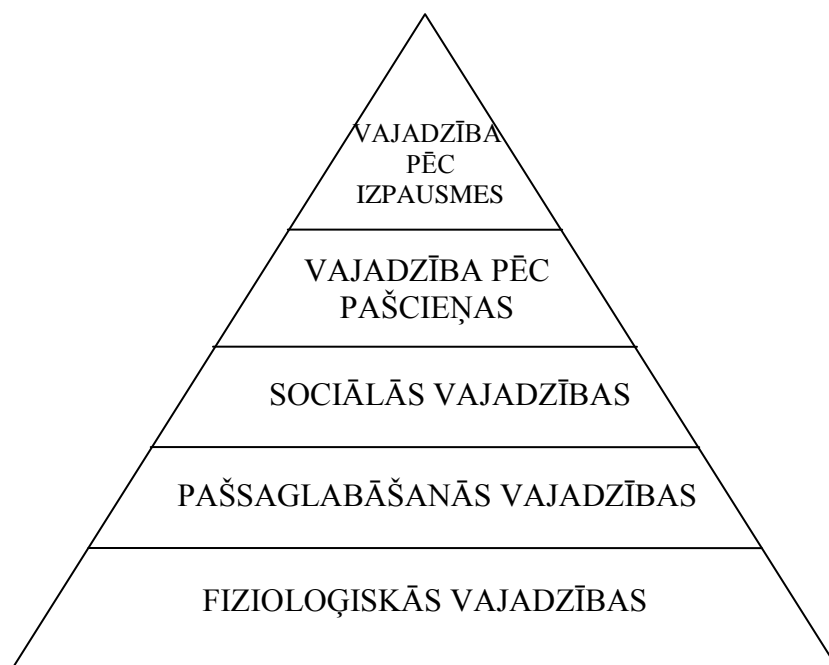 VAJADZĪBA
PĒC
IZPAUSMES
VAJADZĪBA PĒC
PAŠCIEŅAS
SOCIĀLĀS VAJADZĪBAS
PAŠSAGLABĀŠANĀS VAJADZĪBAS
FIZIOLOĢISKĀS VAJADZĪBAS